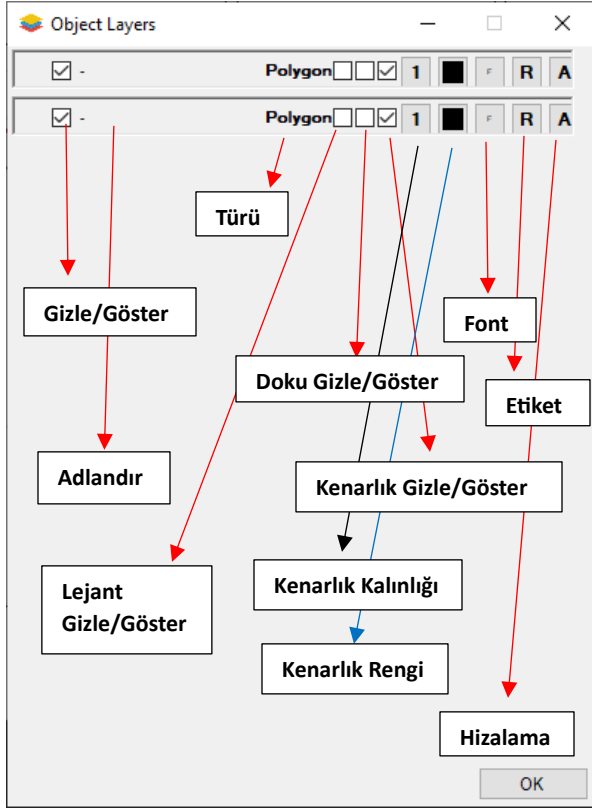 Object Layers
- Polygon 1 F R A
- Polygon 1 F R A
Türü
Gizle/Göster
Font
Doku Gizle/Göster
Etiket
Adlandır
Kenarlık Gizle/Göster
Lejant
Gizle/Göster
Kenarlık Kalınlığı
Kenarlık Rengi
Hizalama
OK